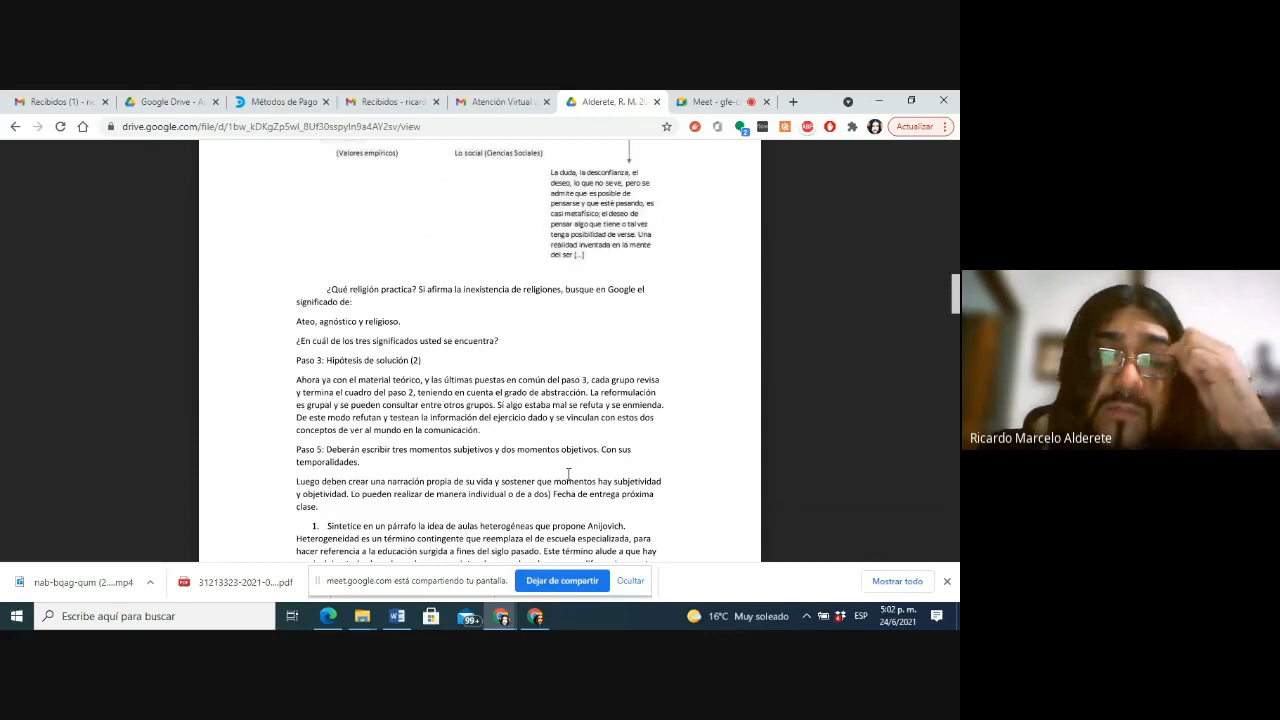 Recibidos (1) - ric
Google Drive - A
Métodos de Pago
Recibidos - ricard
Atención Virtual
Alderete, R. M. 20
Meet - gfe-
drive.google.com/file/d/1bw_kDKgZp5wI_8Uf30sspyIn9a4AY2sv/view
Actualizar
(Valores empíricos)
Lo social (Ciencias Sociales)
La duda, la desconfianza, el
deseo, lo que no se ve, pero se
admite que es posible de
pensarse y que esté pasando, es
casi metafísico; el deseo de
pensar algo que tiene o tal vez
tenga posibilidad de verse. Una
realidad inventada en la mente
del ser [...]
¿Qué religión practica? Si afirma la inexistencia de religiones, busque en Google el
significado de:
Ateo, agnóstico y religioso.
¿En cuál de los tres significados usted se encuentra?
Paso 3: Hipótesis de solución (2)
Ahora ya con el material teórico, y las últimas puestas en común del paso 3, cada grupo revisa
y termina el cuadro del paso 2, teniendo en cuenta el grado de abstracción. La reformulación
es grupal y se pueden consultar entre otros grupos. Sí algo estaba mal se refuta y se enmienda.
De este modo refutan y testean la información del ejercicio dado y se vinculan con estos dos
conceptos de ver al mundo en la comunicación.
Paso 5: Deberán escribir tres momentos subjetivos y dos momentos objetivos. Con sus
temporalidades.
Luego deben crear una narración propia de su vida y sostener que momentos hay subjetividad
y objetividad. Lo pueden realizar de manera individual o de a dos) Fecha de entrega próxima
clase.
1. Sintetice en un párrafo la idea de aulas heterogéneas que propone Anijovich.
Heterogeneidad es un término contingente que reemplaza el de escuela especializada, para
hacer referencia a la educación surgida a fines del siglo pasado. Este término alude a que hay
Ricardo Marcelo Alderete
nab-bqag-qum (2....mp4
31213323-2021-0....pdf
meet.google.com está compartiendo tu pantalla.
Dejar de compartir
Ocultar
Mostrar todo
Escribe aquí para buscar
99+
16°C Muy soleado
ESP
5:02 p. m.
24/6/2021